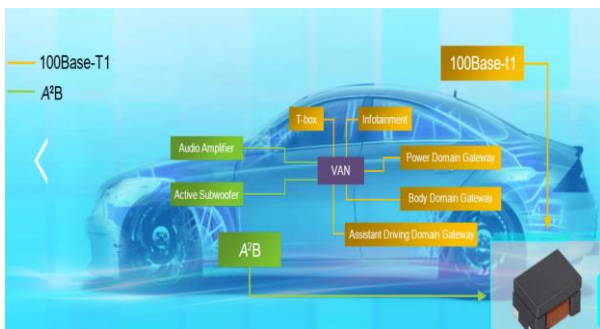 100Base-T1
A²B
100Base-t1
T-box
Infotainment
Audio Amplifier
VAN
Power Domain Gateway
Active Subwoofer
Body Domain Gateway
Assistant Driving Domain Gateway
A²B